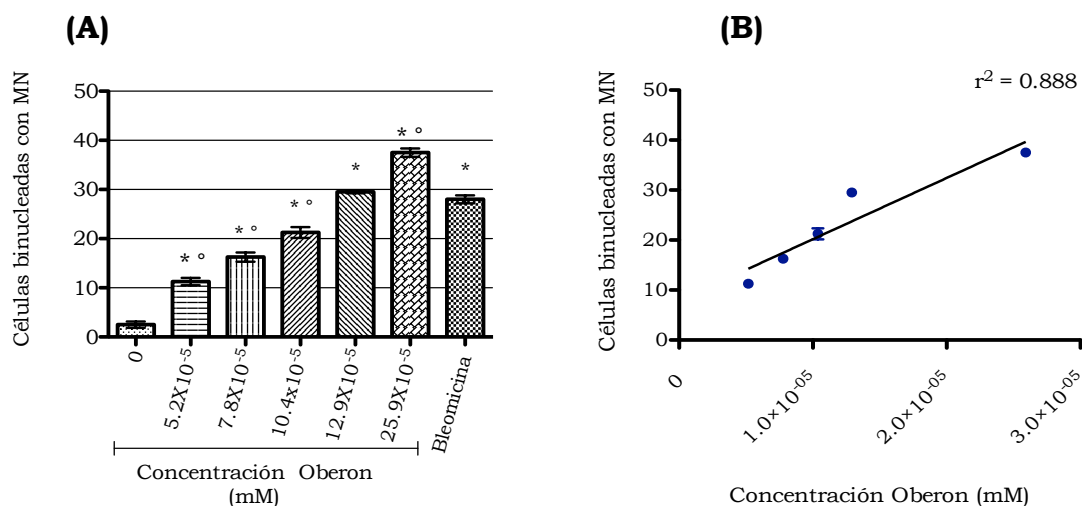 (A)
Células binucleadas con MN
50
40
30
20
10
0
* °
* °
* °
*
* °
*
0
5.2X10⁻⁵
7.8X10⁻⁵
10.4x10⁻⁵
12.9X10⁻⁵
25.9X10⁻⁵
Bleomicina
Concentración Oberon
(mM)
(B)
r² = 0.888
Células binucleadas con MN
50
40
30
20
10
0
0
1.0×10⁻⁰⁵
2.0×10⁻⁰⁵
3.0×10⁻⁰⁵
Concentración Oberon (mM)